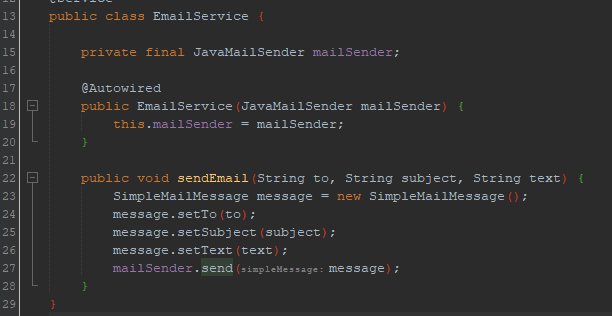 12 @Service
13 public class EmailService {
14
15 private final JavaMailSender mailSender;
16
17 @Autowired
18 public EmailService(JavaMailSender mailSender) {
19 this.mailSender = mailSender;
20 }
21
22 public void sendEmail(String to, String subject, String text) {
23 SimpleMailMessage message = new SimpleMailMessage();
24 message.setTo(to);
25 message.setSubject(subject);
26 message.setText(text);
27 mailSender.send(simpleMessage: message);
28 }
29 }